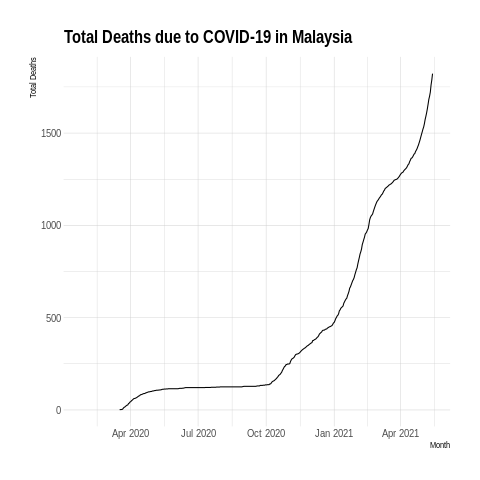 Total Deaths due to COVID-19 in Malaysia
Total Deaths
1500
1000
500
0
Apr 2020 Jul 2020 Oct 2020 Jan 2021 Apr 2021
Month